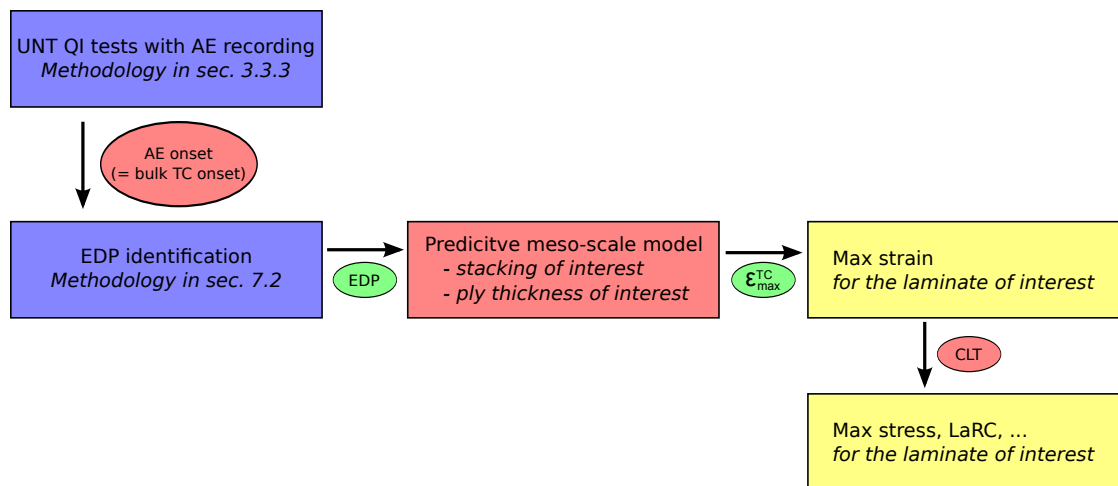 UNT QI tests with AE recording
Methodology in sec. 3.3.3
AE onset
(= bulk TC onset)
EDP identification
Methodology in sec. 7.2
EDP
Predicitve meso-scale model
- stacking of interest
- ply thickness of interest
ε_max^TC
Max strain
for the laminate of interest
CLT
Max stress, LaRC, ...
for the laminate of interest